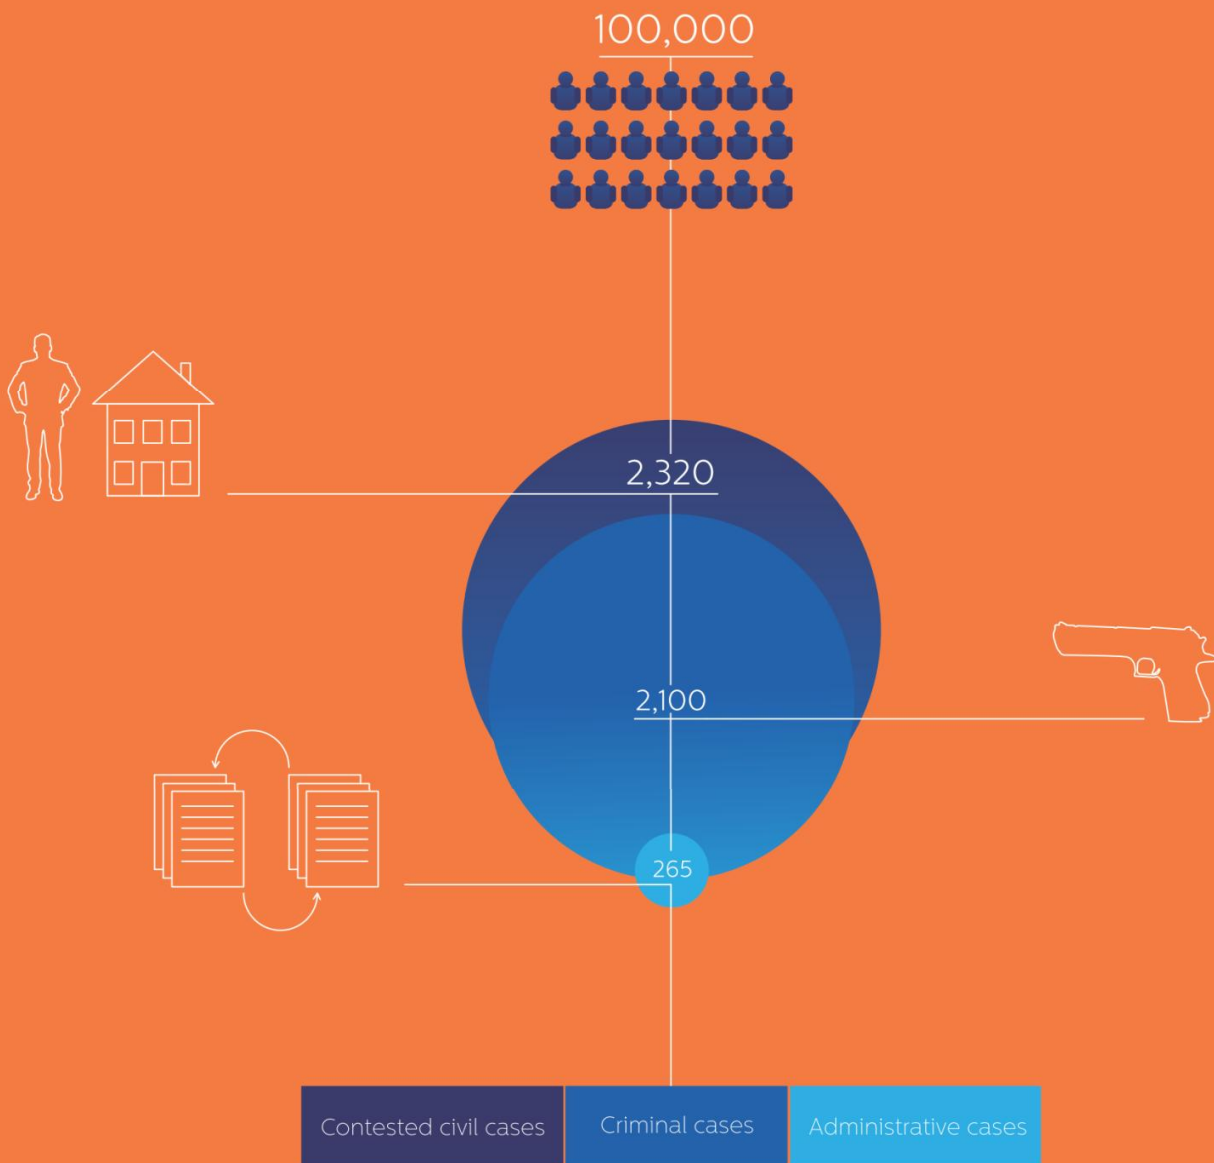 100,000
2,320
2,100
265
Contested civil cases
Criminal cases
Administrative cases